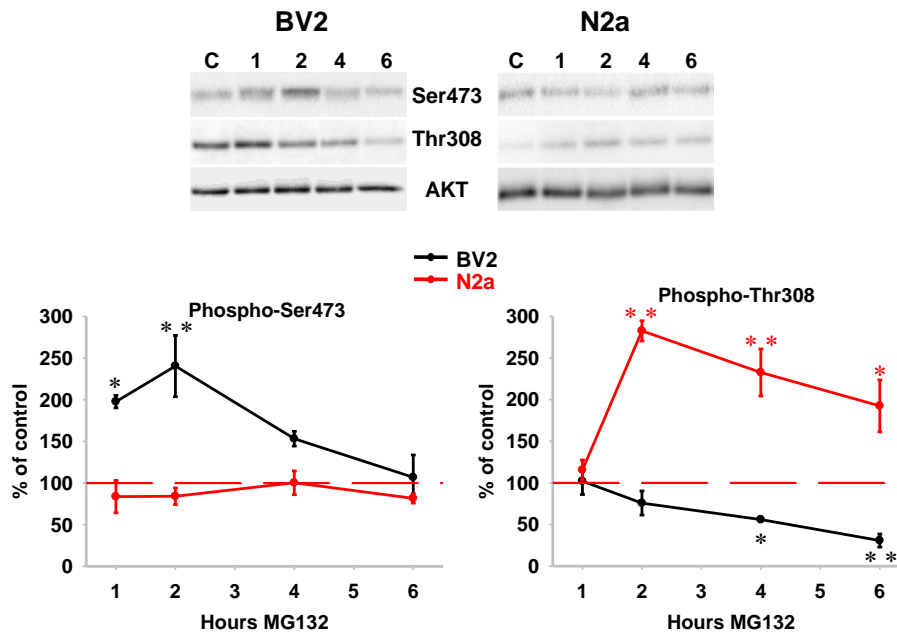 BV2 N2a
C 1 2 4 6 C 1 2 4 6
Ser473
Thr308
AKT
BV2
N2a
Phospho-Ser473
% of control
300
250
200
150
100
50
0
* * *
1 2 3 4 5 6
Hours MG132
Phospho-Thr308
% of control
300
250
200
150
100
50
0
* * * * *
* * *
1 2 3 4 5 6
Hours MG132